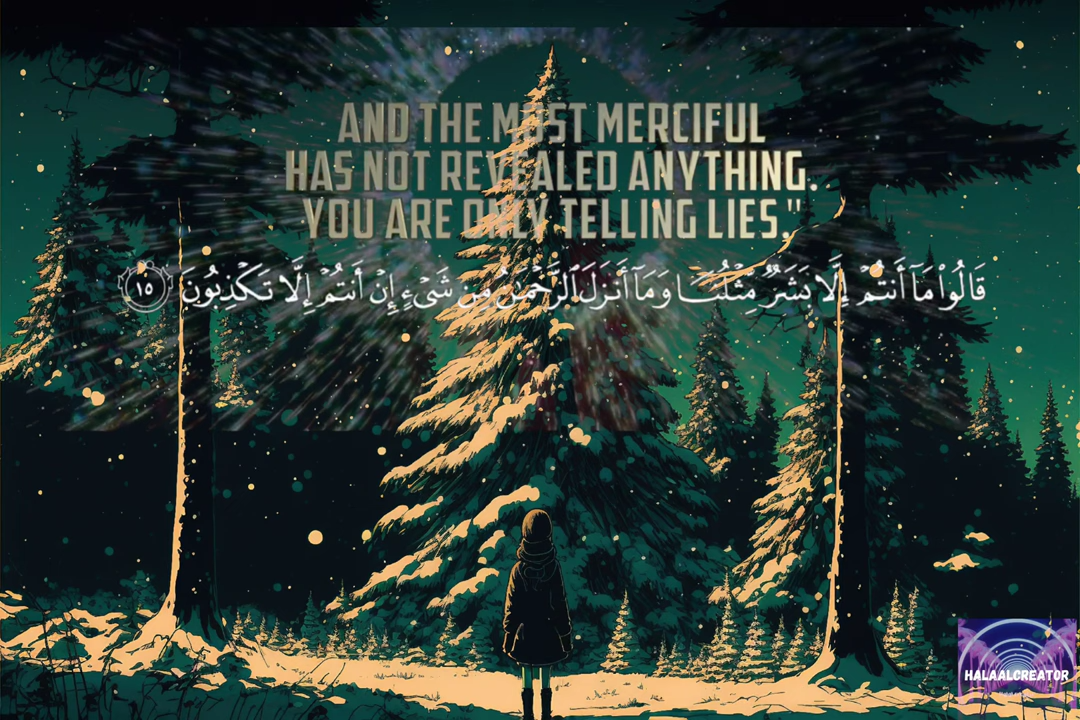 AND THE MOST MERCIFUL
HAS NOT REVEALED ANYTHING.
YOU ARE ONLY TELLING LIES."
قَالُوا۟ مَآ أَنتُمْ إِلَّا بَشَرٌ مِّثْلُنَا وَمَآ أَنزَلَ ٱلرَّحْمَـٰنُ مِن شَىْءٍ إِنْ أَنتُمْ إِلَّا تَكْذِبُونَ ١٥
HALAALCREATOR